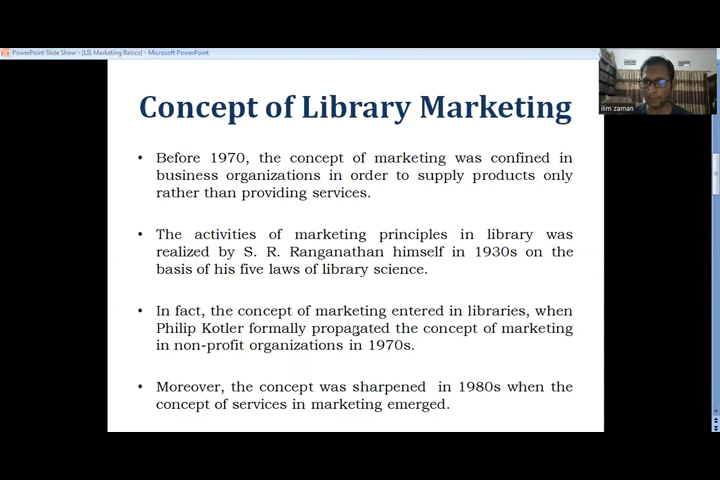 PowerPoint Slide Show - [LIS Marketing Basics] - Microsoft PowerPoint
ilim zaman
Concept of Library Marketing
• Before 1970, the concept of marketing was confined in
business organizations in order to supply products only
rather than providing services.
• The activities of marketing principles in library was
realized by S. R. Ranganathan himself in 1930s on the
basis of his five laws of library science.
• In fact, the concept of marketing entered in libraries, when
Philip Kotler formally propagated the concept of marketing
in non-profit organizations in 1970s.
• Moreover, the concept was sharpened in 1980s when the
concept of services in marketing emerged.